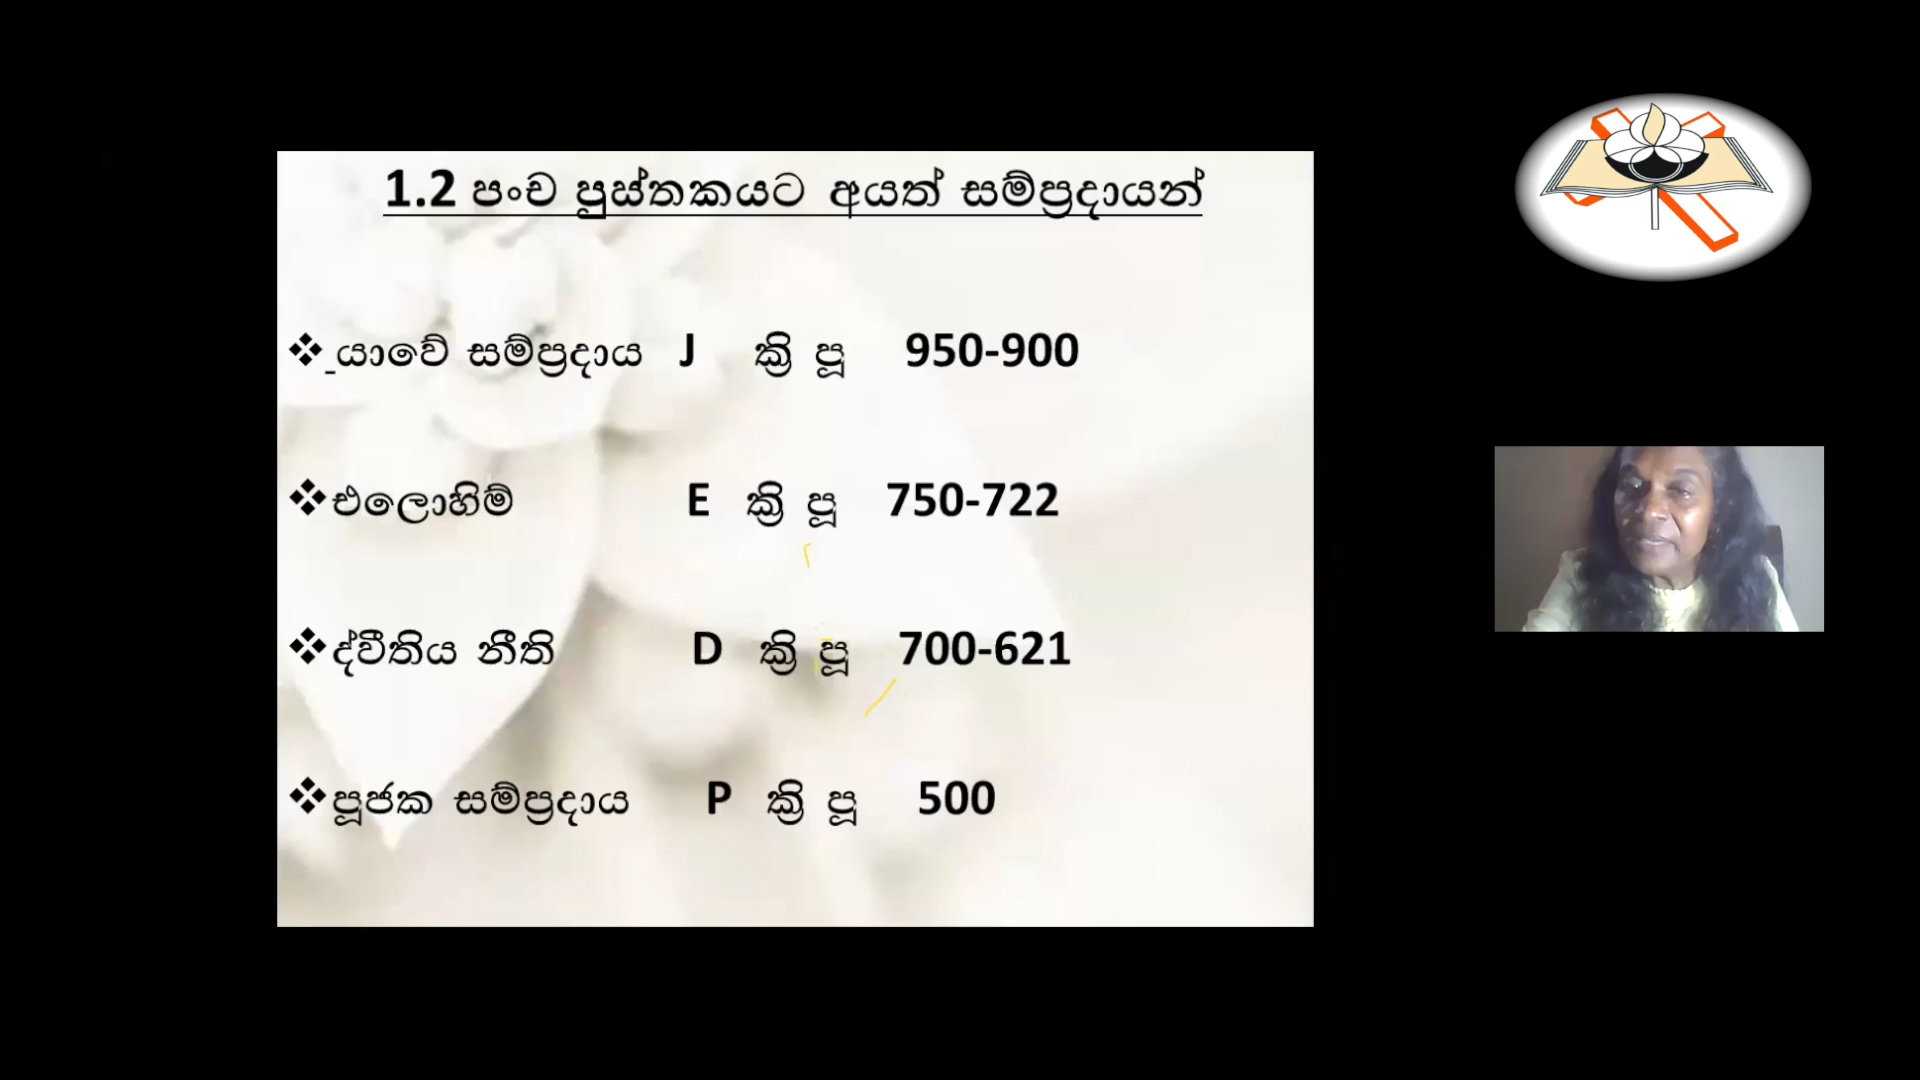 1.2 පංච පුස්තකයට අයත් සම්ප්‍රදායන්
❖ යාවේ සම්ප්‍රදාය J ක්‍රි පූ 950-900
❖එලොහිම් E ක්‍රි පූ 750-722
❖ද්වීතිය නීති D ක්‍රි පූ 700-621
❖පූජක සම්ප්‍රදාය P ක්‍රි පූ 500